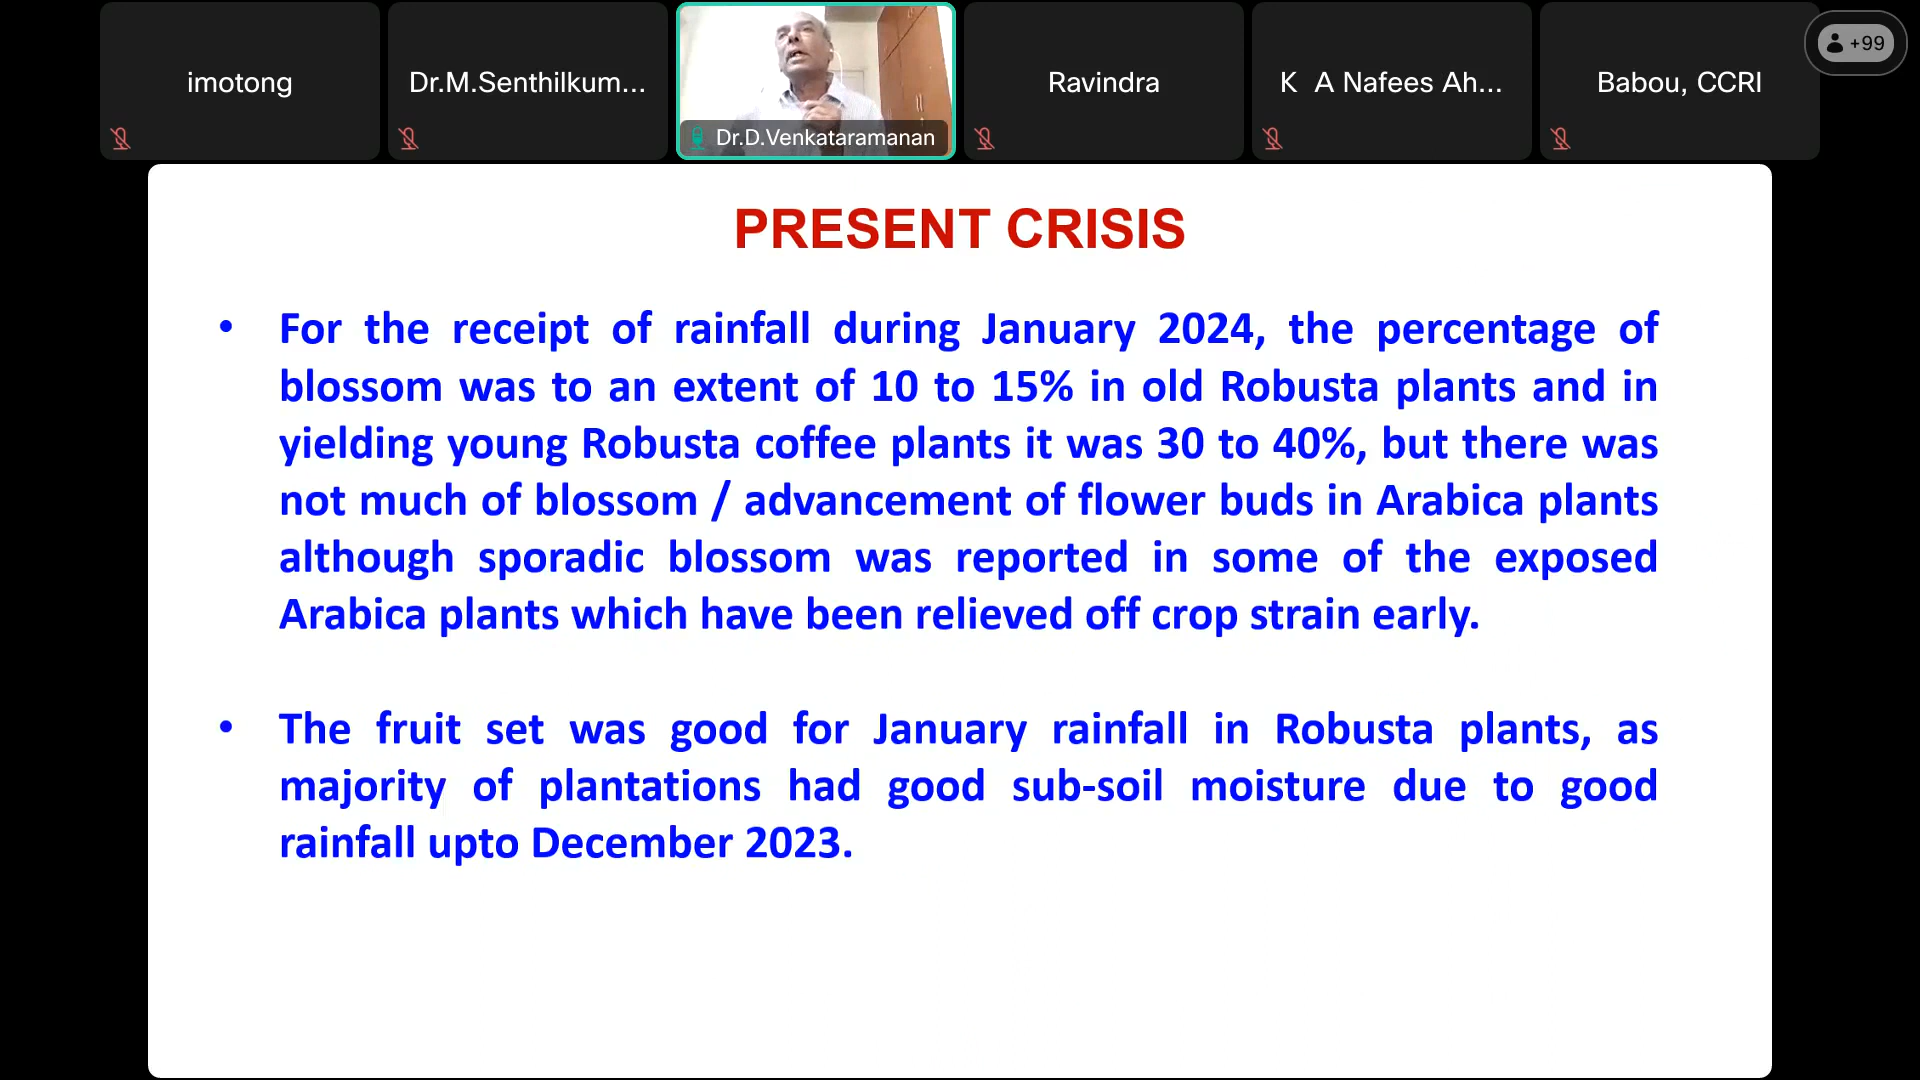 imotong
Dr.M.Senthilkum...
Dr.D.Venkataramanan
Ravindra
K A Nafees Ah...
Babou, CCRI
+99
PRESENT CRISIS
• For the receipt of rainfall during January 2024, the percentage of
blossom was to an extent of 10 to 15% in old Robusta plants and in
yielding young Robusta coffee plants it was 30 to 40%, but there was
not much of blossom / advancement of flower buds in Arabica plants
although sporadic blossom was reported in some of the exposed
Arabica plants which have been relieved off crop strain early.
• The fruit set was good for January rainfall in Robusta plants, as
majority of plantations had good sub-soil moisture due to good
rainfall upto December 2023.